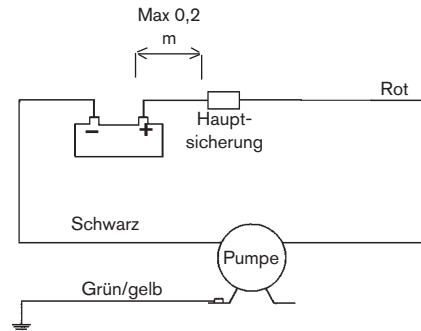 Max 0,2
m
Rot
− +
Haupt-
sicherung
Schwarz
Pumpe
Grün/gelb